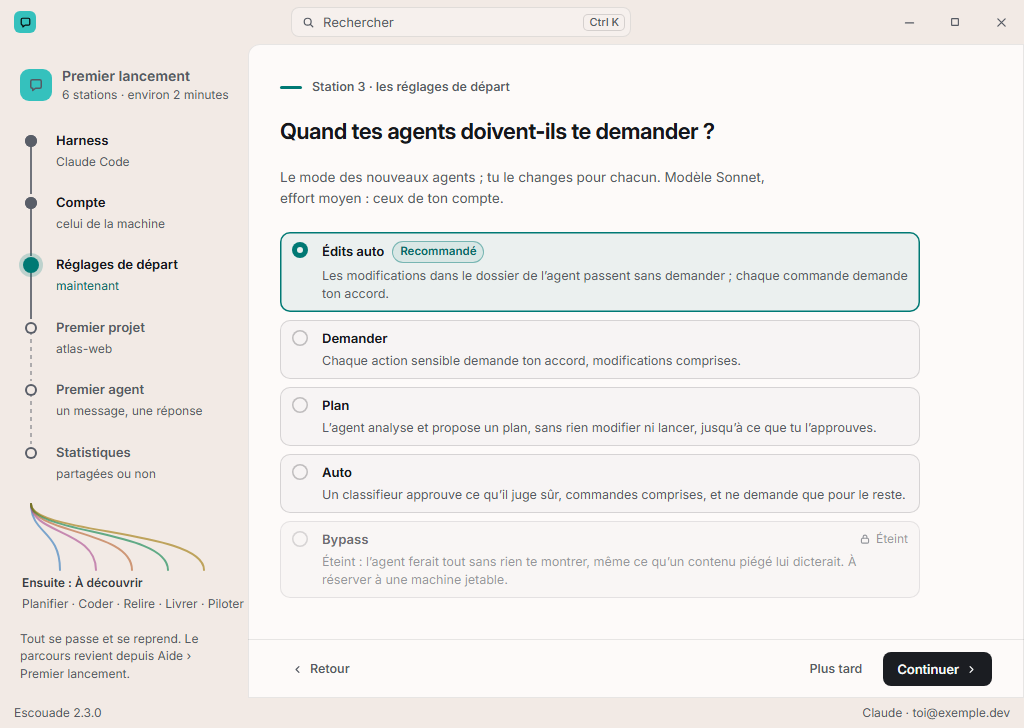 Rechercher
Ctrl K
Premier lancement
6 stations · environ 2 minutes
Harness
Claude Code
Compte
celui de la machine
Réglages de départ
maintenant
Premier projet
atlas-web
Premier agent
un message, une réponse
Statistiques
partagées ou non
Ensuite : À découvrir
Planifier · Coder · Relire · Livrer · Piloter
Tout se passe et se reprend. Le
parcours revient depuis Aide ›
Premier lancement.
Station 3 · les réglages de départ
Quand tes agents doivent-ils te demander ?
Le mode des nouveaux agents ; tu le changes pour chacun. Modèle Sonnet,
effort moyen : ceux de ton compte.
Édits auto
Recommandé
Les modifications dans le dossier de l’agent passent sans demander ; chaque commande demande
ton accord.
Demander
Chaque action sensible demande ton accord, modifications comprises.
Plan
L’agent analyse et propose un plan, sans rien modifier ni lancer, jusqu’à ce que tu l’approuves.
Auto
Un classifieur approuve ce qu’il juge sûr, commandes comprises, et ne demande que pour le reste.
Bypass
Éteint
Éteint : l’agent ferait tout sans rien te montrer, même ce qu’un contenu piégé lui dicterait. À
réserver à une machine jetable.
Retour
Plus tard
Continuer
Escouade 2.3.0
Claude · toi@exemple.dev